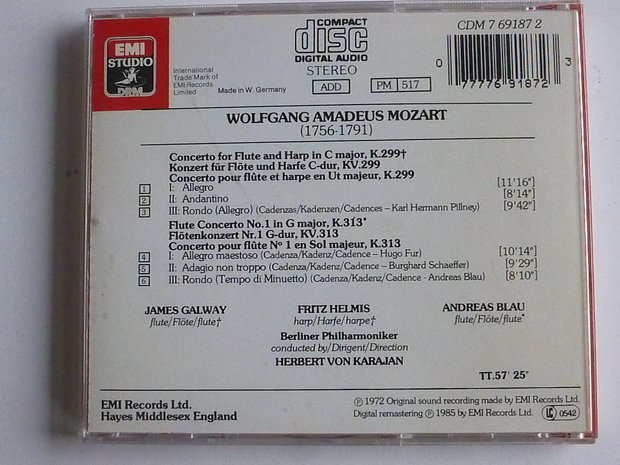 EMI
STUDIO
DRM
International
Trade Mark of
EMI Records
Limited
Made in W. Germany
COMPACT
disc
DIGITAL AUDIO
STEREO
ADD
PM 517
CDM 7 69187 2
0 77776 91872 3
WOLFGANG AMADEUS MOZART
(1756-1791)
Concerto for Flute and Harp in C major, K.299†
Konzert für Flöte und Harfe C-dur, KV.299
Concerto pour flûte et harpe en Ut majeur, K.299
1 I: Allegro [11'16"]
2 II: Andantino [8'14"]
3 III: Rondo (Allegro) (Cadenzas/Kadenzen/Cadences – Karl Hermann Pillney) [9'42"]
Flute Concerto No.1 in G major, K.313*
Flötenkonzert Nr.1 G-dur, KV.313
Concerto pour flûte Nº 1 en Sol majeur, K.313
4 I: Allegro maestoso (Cadenza/Kadenz/Cadence – Hugo Fur) [10'14"]
5 II: Adagio non troppo (Cadenza/Kadenz/Cadence – Burghard Schaeffer) [9'29"]
6 III: Rondo (Tempo di Minuetto) (Cadenza/Kadenz/Cadence - Andreas Blau) [8'10"]
JAMES GALWAY FRITZ HELMIS ANDREAS BLAU
flute/Flöte/flute† harp/Harfe/harpe† flute/Flöte/flute*
Berliner Philharmoniker
conducted by/Dirigent/Direction
HERBERT VON KARAJAN
TT.57' 25"
EMI Records Ltd.
Hayes Middlesex England
℗ 1972 Original sound recording made by EMI Records Ltd.
Digital remastering ℗ 1985 by EMI Records Ltd. LC 0542